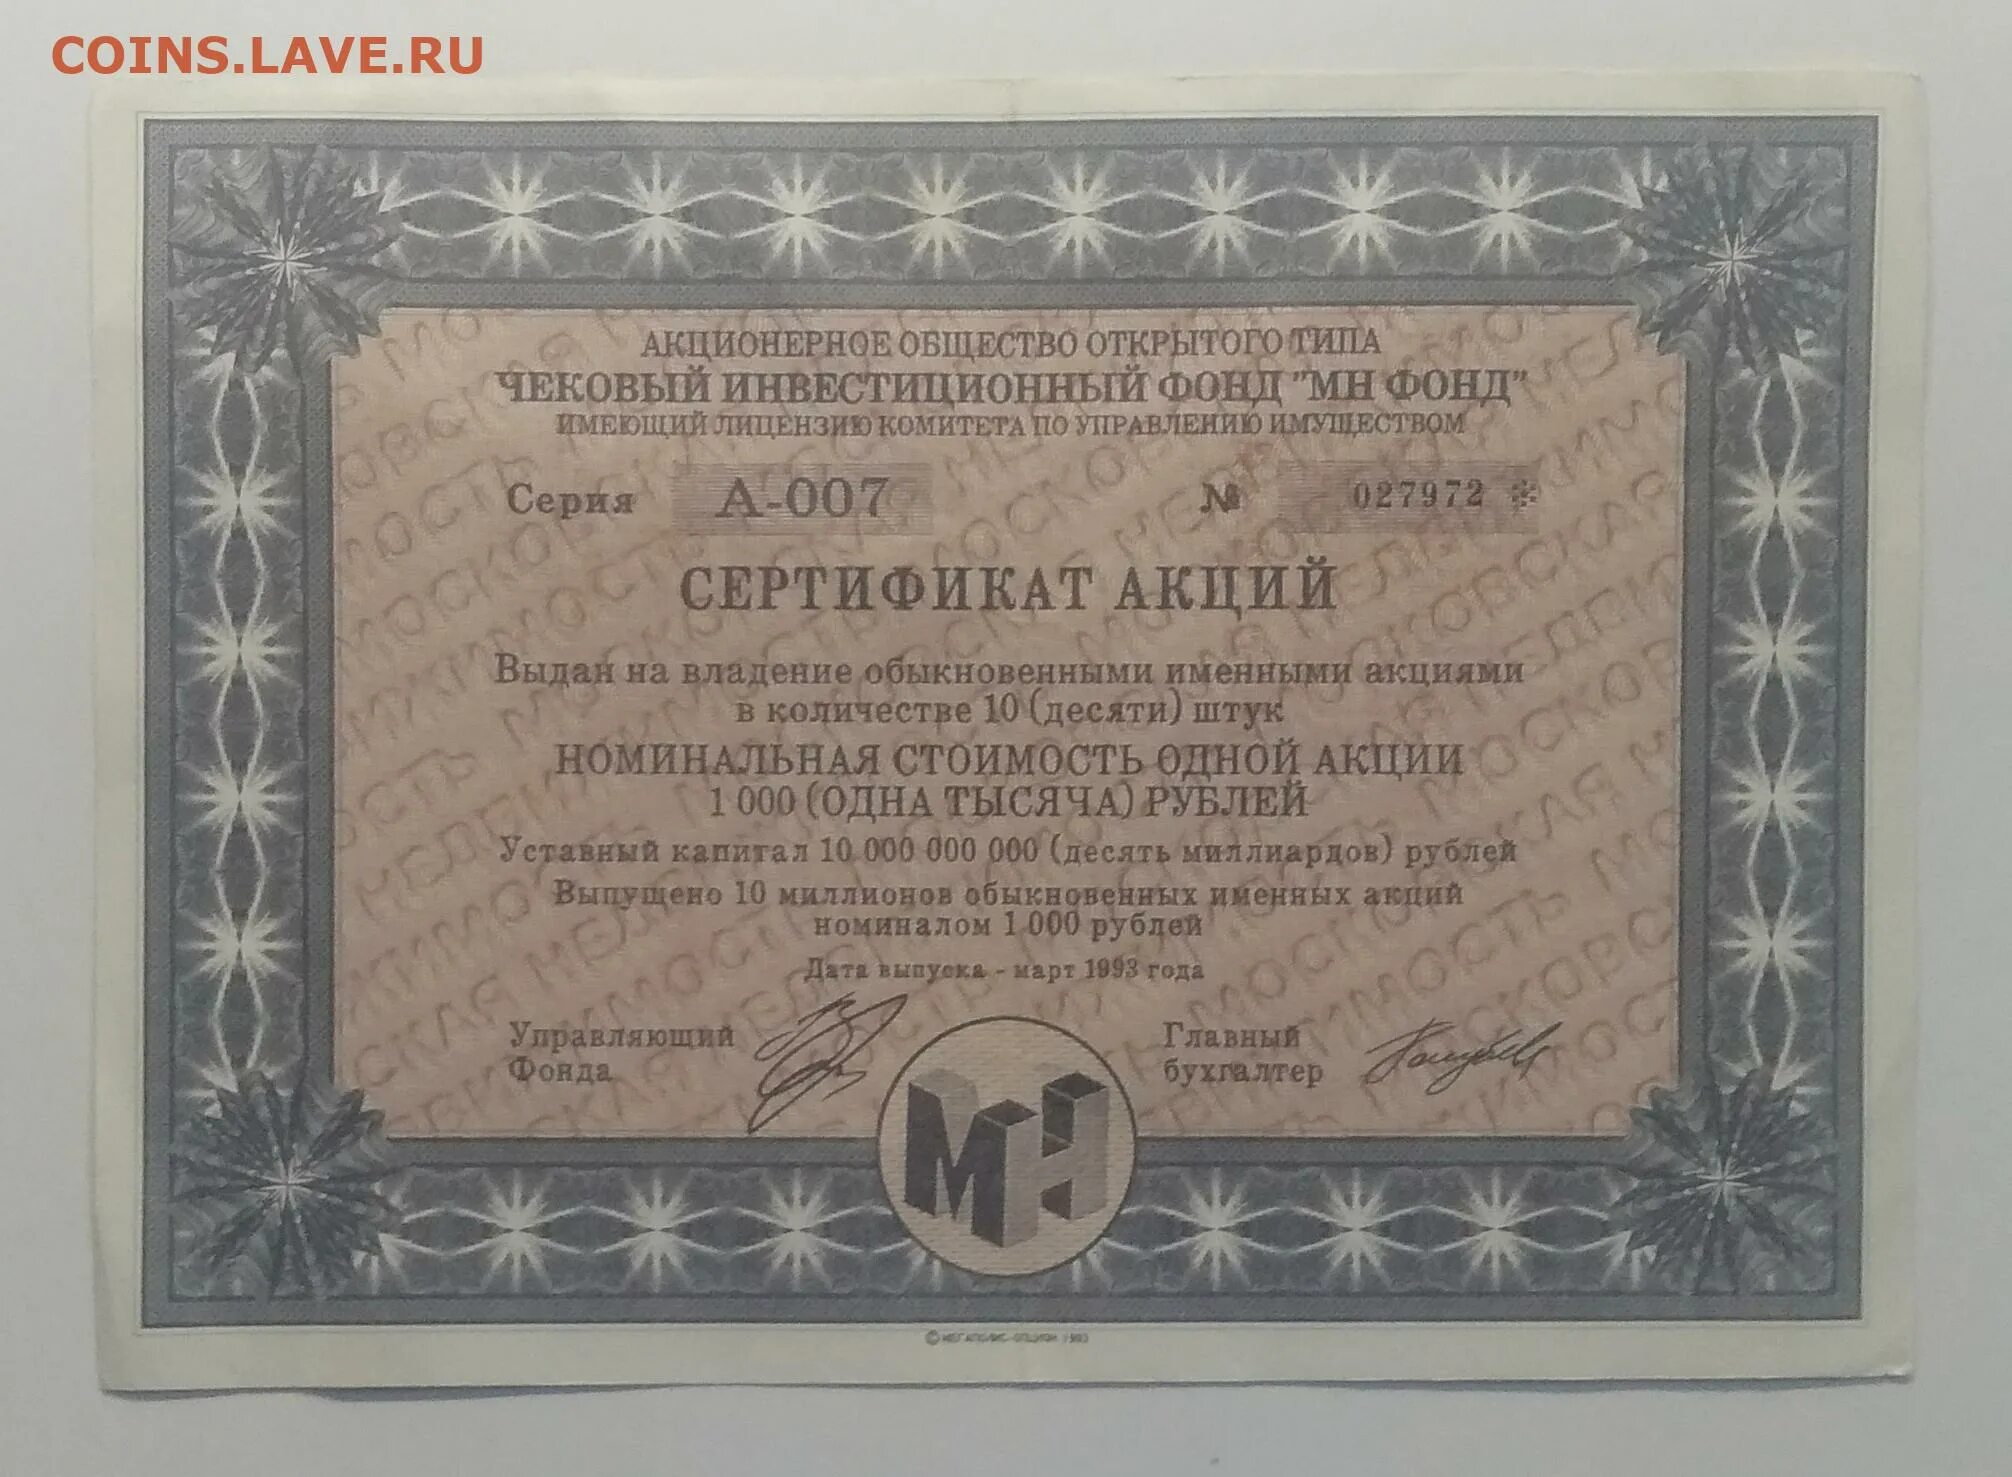 COINS.LAVE.RU
АКЦИОНЕРНОЕ ОБЩЕСТВО ОТКРЫТОГО ТИПА
ЧЕКОВЫЙ ИНВЕСТИЦИОННЫЙ ФОНД "МН ФОНД"
ИМЕЮЩИЙ ЛИЦЕНЗИЮ КОМИТЕТА ПО УПРАВЛЕНИЮ ИМУЩЕСТВОМ
Серия А-007 № 027972 *
СЕРТИФИКАТ АКЦИЙ
Выдан на владение обыкновенными именными акциями
в количестве 10 (десяти) штук
НОМИНАЛЬНАЯ СТОИМОСТЬ ОДНОЙ АКЦИИ
1 000 (ОДНА ТЫСЯЧА) РУБЛЕЙ
Уставный капитал 10 000 000 000 (десять миллиардов) рублей
Выпущено 10 миллионов обыкновенных именных акций
номиналом 1 000 рублей
Дата выпуска - март 1993 года
Управляющий
Фонда
Главный
бухгалтер
МН
© МЕГАПОЛИС-ОПЦИОН 1993